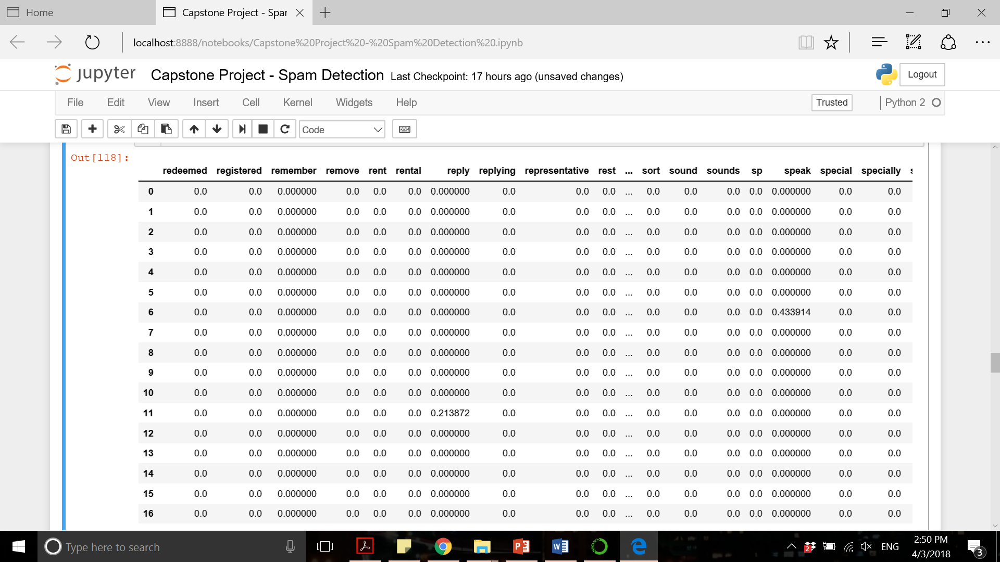 Home
Capstone Project - Spar
localhost:8888/notebooks/Capstone%20Project%20-%20Spam%20Detection%20.ipynb
jupyter Capstone Project - Spam Detection Last Checkpoint: 17 hours ago (unsaved changes) Logout
File Edit View Insert Cell Kernel Widgets Help Trusted Python 2
Code
Out[118]:
redeemed registered remember remove rent rental reply replying representative rest ... sort sound sounds sp speak special specially s
0 0.0 0.0 0.000000 0.0 0.0 0.0 0.000000 0.0 0.0 0.0 ... 0.0 0.0 0.0 0.0 0.000000 0.0 0.0
1 0.0 0.0 0.000000 0.0 0.0 0.0 0.000000 0.0 0.0 0.0 ... 0.0 0.0 0.0 0.0 0.000000 0.0 0.0
2 0.0 0.0 0.000000 0.0 0.0 0.0 0.000000 0.0 0.0 0.0 ... 0.0 0.0 0.0 0.0 0.000000 0.0 0.0
3 0.0 0.0 0.000000 0.0 0.0 0.0 0.000000 0.0 0.0 0.0 ... 0.0 0.0 0.0 0.0 0.000000 0.0 0.0
4 0.0 0.0 0.000000 0.0 0.0 0.0 0.000000 0.0 0.0 0.0 ... 0.0 0.0 0.0 0.0 0.000000 0.0 0.0
5 0.0 0.0 0.000000 0.0 0.0 0.0 0.000000 0.0 0.0 0.0 ... 0.0 0.0 0.0 0.0 0.000000 0.0 0.0
6 0.0 0.0 0.000000 0.0 0.0 0.0 0.000000 0.0 0.0 0.0 ... 0.0 0.0 0.0 0.0 0.433914 0.0 0.0
7 0.0 0.0 0.000000 0.0 0.0 0.0 0.000000 0.0 0.0 0.0 ... 0.0 0.0 0.0 0.0 0.000000 0.0 0.0
8 0.0 0.0 0.000000 0.0 0.0 0.0 0.000000 0.0 0.0 0.0 ... 0.0 0.0 0.0 0.0 0.000000 0.0 0.0
9 0.0 0.0 0.000000 0.0 0.0 0.0 0.000000 0.0 0.0 0.0 ... 0.0 0.0 0.0 0.0 0.000000 0.0 0.0
10 0.0 0.0 0.000000 0.0 0.0 0.0 0.000000 0.0 0.0 0.0 ... 0.0 0.0 0.0 0.0 0.000000 0.0 0.0
11 0.0 0.0 0.000000 0.0 0.0 0.0 0.213872 0.0 0.0 0.0 ... 0.0 0.0 0.0 0.0 0.000000 0.0 0.0
12 0.0 0.0 0.000000 0.0 0.0 0.0 0.000000 0.0 0.0 0.0 ... 0.0 0.0 0.0 0.0 0.000000 0.0 0.0
13 0.0 0.0 0.000000 0.0 0.0 0.0 0.000000 0.0 0.0 0.0 ... 0.0 0.0 0.0 0.0 0.000000 0.0 0.0
14 0.0 0.0 0.000000 0.0 0.0 0.0 0.000000 0.0 0.0 0.0 ... 0.0 0.0 0.0 0.0 0.000000 0.0 0.0
15 0.0 0.0 0.000000 0.0 0.0 0.0 0.000000 0.0 0.0 0.0 ... 0.0 0.0 0.0 0.0 0.000000 0.0 0.0
16 0.0 0.0 0.000000 0.0 0.0 0.0 0.000000 0.0 0.0 0.0 ... 0.0 0.0 0.0 0.0 0.000000 0.0 0.0
Type here to search
2
ENG
2:50 PM
4/3/2018
3